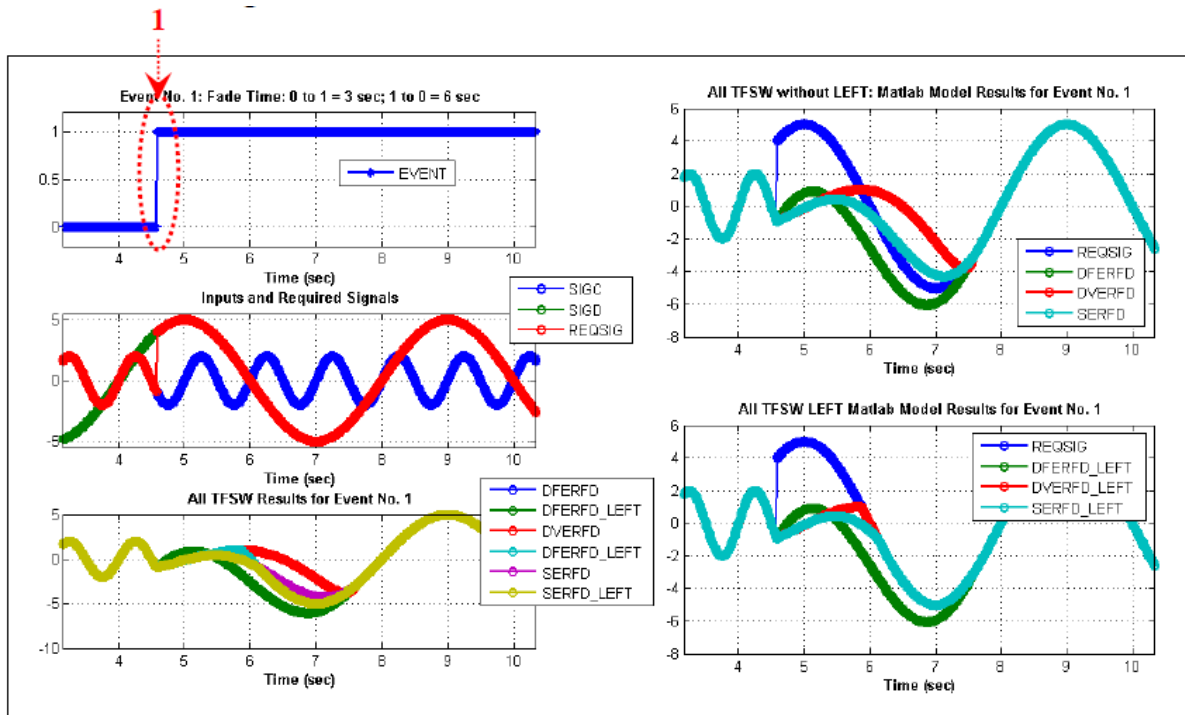 1
Event No. 1: Fade Time: 0 to 1 = 3 sec; 1 to 0 = 6 sec
1
0.5
0
EVENT
4 5 6 7 8 9 10
Time (sec)
Inputs and Required Signals
5
0
-5
SIGC
SIGD
REQSIG
4 5 6 7 8 9 10
Time (sec)
All TFSW Results for Event No. 1
5
0
-5
-10
DFERFD
DFERFD_LEFT
DVERFD
DFERFD_LEFT
SERFD
SERFD_LEFT
4 5 6 7 8 9 10
Time (sec)
All TFSW without LEFT: Matlab Model Results for Event No. 1
6
4
2
0
-2
-4
-6
-8
REQSIG
DFERFD
DVERFD
SERFD
4 5 6 7 8 9 10
Time (sec)
All TFSW LEFT Matlab Model Results for Event No. 1
6
4
2
0
-2
-4
-6
-8
REQSIG
DFERFD_LEFT
DVERFD_LEFT
SERFD_LEFT
4 5 6 7 8 9 10
Time (sec)